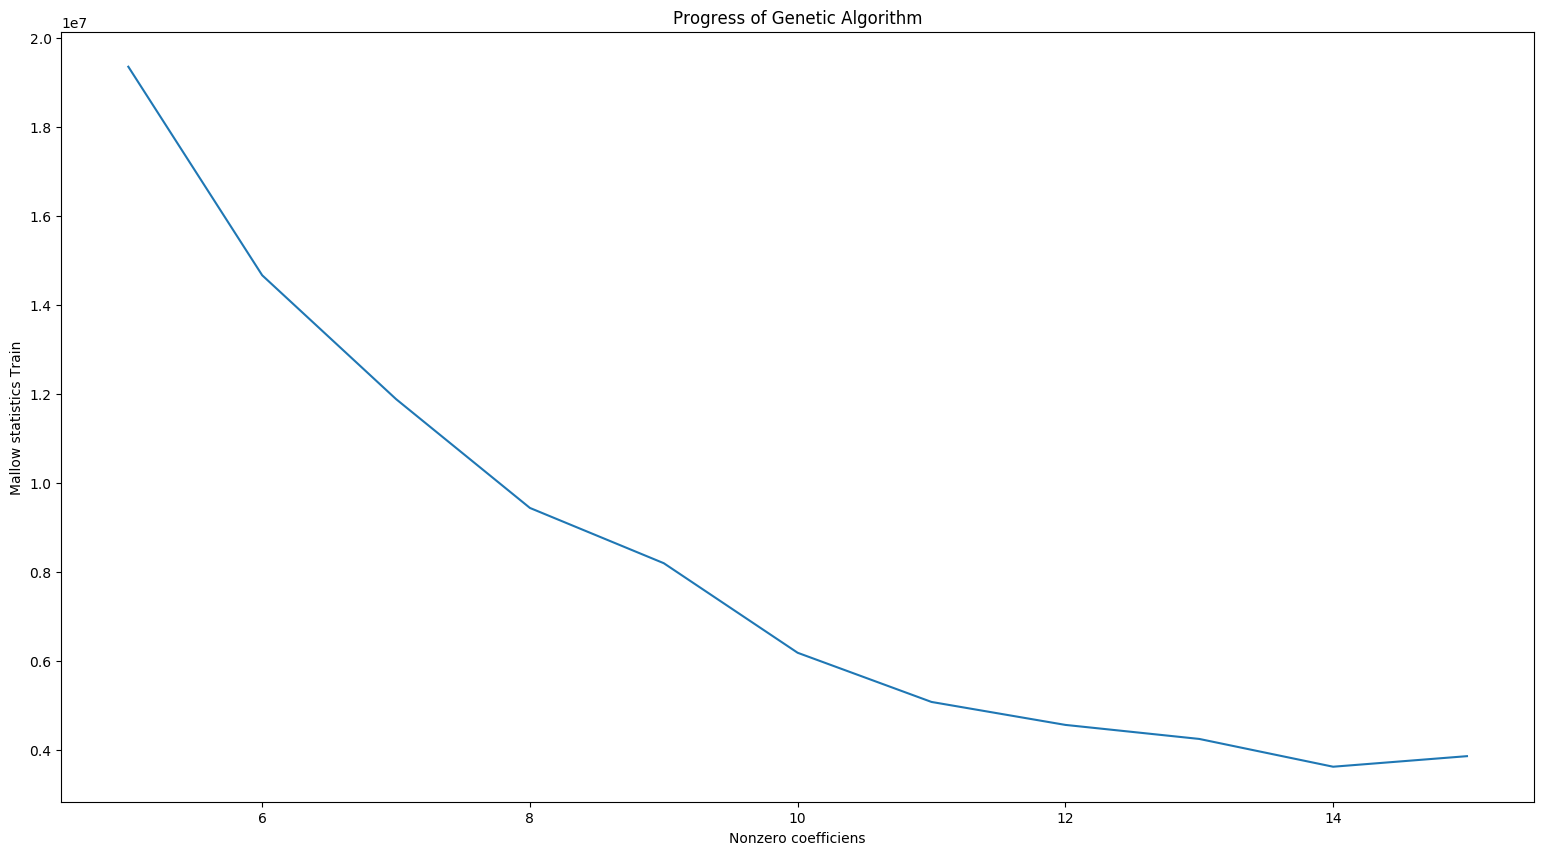 Progress of Genetic Algorithm
1e7
2.0
1.8
1.6
1.4
1.2
1.0
0.8
0.6
0.4
Mallow statistics Train
6 8 10 12 14
Nonzero coefficiens